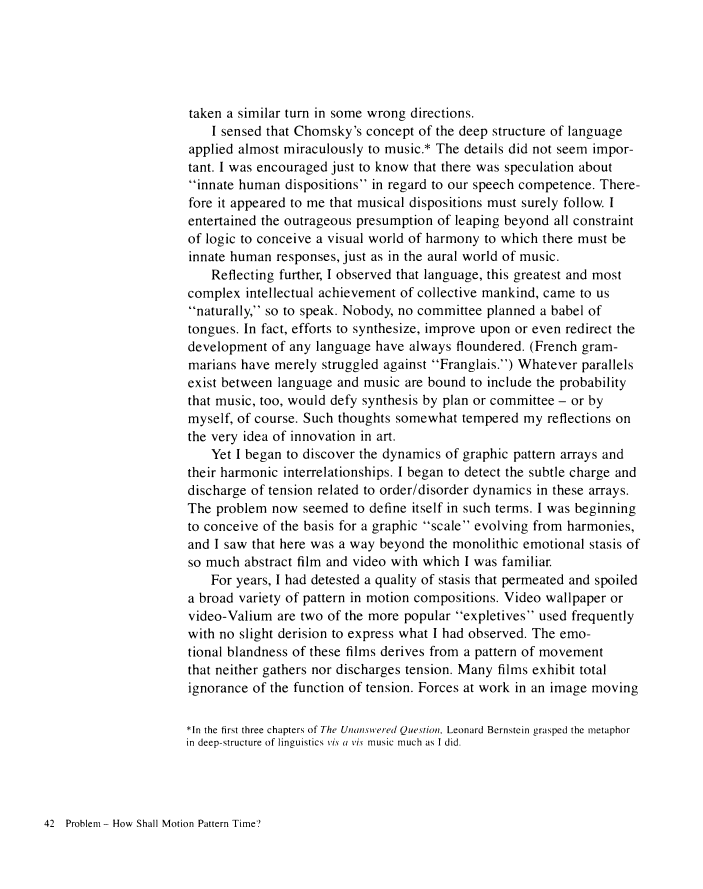 taken a similar turn in some wrong directions.
I sensed that Chomsky's concept of the deep structure of language
applied almost miraculously to music.* The details did not seem impor-
tant. I was encouraged just to know that there was speculation about
“innate human dispositions” in regard to our speech competence. There-
fore it appeared to me that musical dispositions must surely follow. I
entertained the outrageous presumption of leaping beyond all constraint
of logic to conceive a visual world of harmony to which there must be
innate human responses, just as in the aural world of music.
Reflecting further, I observed that language, this greatest and most
complex intellectual achievement of collective mankind, came to us
“naturally,” so to speak. Nobody, no committee planned a babel of
tongues. In fact, efforts to synthesize, improve upon or even redirect the
development of any language have always floundered. (French gram-
marians have merely struggled against “Franglais.”) Whatever parallels
exist between language and music are bound to include the probability
that music, too, would defy synthesis by plan or committee – or by
myself, of course. Such thoughts somewhat tempered my reflections on
the very idea of innovation in art.
Yet I began to discover the dynamics of graphic pattern arrays and
their harmonic interrelationships. I began to detect the subtle charge and
discharge of tension related to order/disorder dynamics in these arrays.
The problem now seemed to define itself in such terms. I was beginning
to conceive of the basis for a graphic “scale” evolving from harmonies,
and I saw that here was a way beyond the monolithic emotional stasis of
so much abstract film and video with which I was familiar.
For years, I had detested a quality of stasis that permeated and spoiled
a broad variety of pattern in motion compositions. Video wallpaper or
video-Valium are two of the more popular “expletives” used frequently
with no slight derision to express what I had observed. The emo-
tional blandness of these films derives from a pattern of movement
that neither gathers nor discharges tension. Many films exhibit total
ignorance of the function of tension. Forces at work in an image moving
*In the first three chapters of The Unanswered Question, Leonard Bernstein grasped the metaphor
in deep-structure of linguistics vis a vis music much as I did.
42 Problem – How Shall Motion Pattern Time?